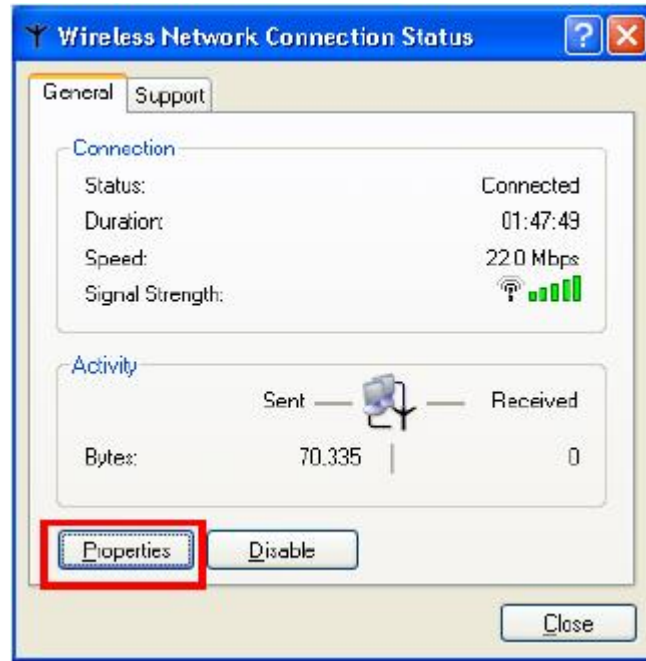 Wireless Network Connection Status
General Support
Connection
Status: Connected
Duration: 01:47:49
Speed: 22.0 Mbps
Signal Strength:
Activity
Sent Received
Bytes: 70.335 0
Properties Disable
Close